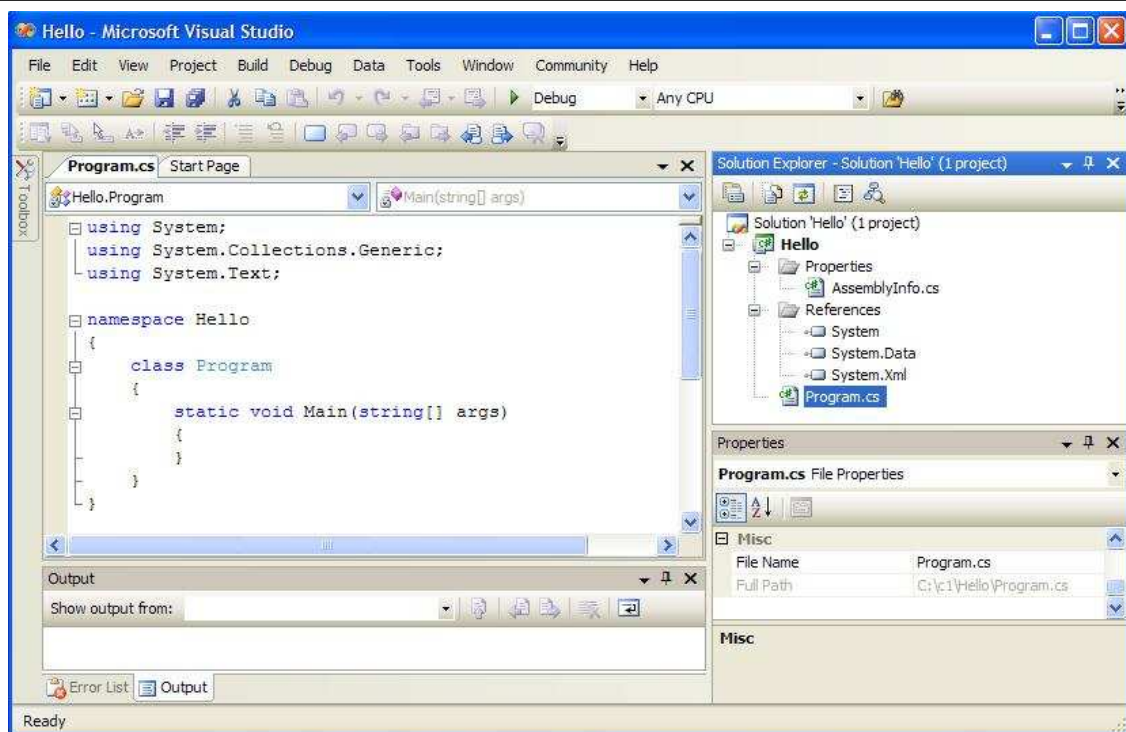 Hello - Microsoft Visual Studio
File Edit View Project Build Debug Data Tools Window Community Help
Debug Any CPU
Toolbox
Program.cs Start Page
Hello.Program Main(string[] args)
using System;
using System.Collections.Generic;
using System.Text;
namespace Hello
{
class Program
{
static void Main(string[] args)
{
}
}
}
Output
Show output from:
Error List Output
Ready
Solution Explorer - Solution 'Hello' (1 project)
Solution 'Hello' (1 project)
Hello
Properties
AssemblyInfo.cs
References
System
System.Data
System.Xml
Program.cs
Properties
Program.cs File Properties
Misc
File Name Program.cs
Full Path C:\c1\Hello\Program.cs
Misc